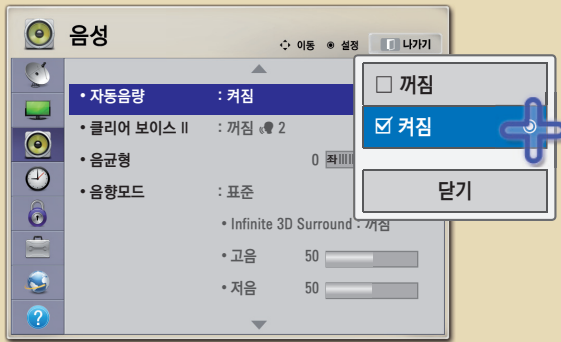 음성
이동 ◉ 설정 나가기
• 자동음량 : 켜짐
• 클리어 보이스 II : 꺼짐 2
• 음균형 0 좌
• 음향모드 : 표준
• Infinite 3D Surround : 꺼짐
• 고음 50
• 저음 50
?
☐ 꺼짐
☑ 켜짐
닫기